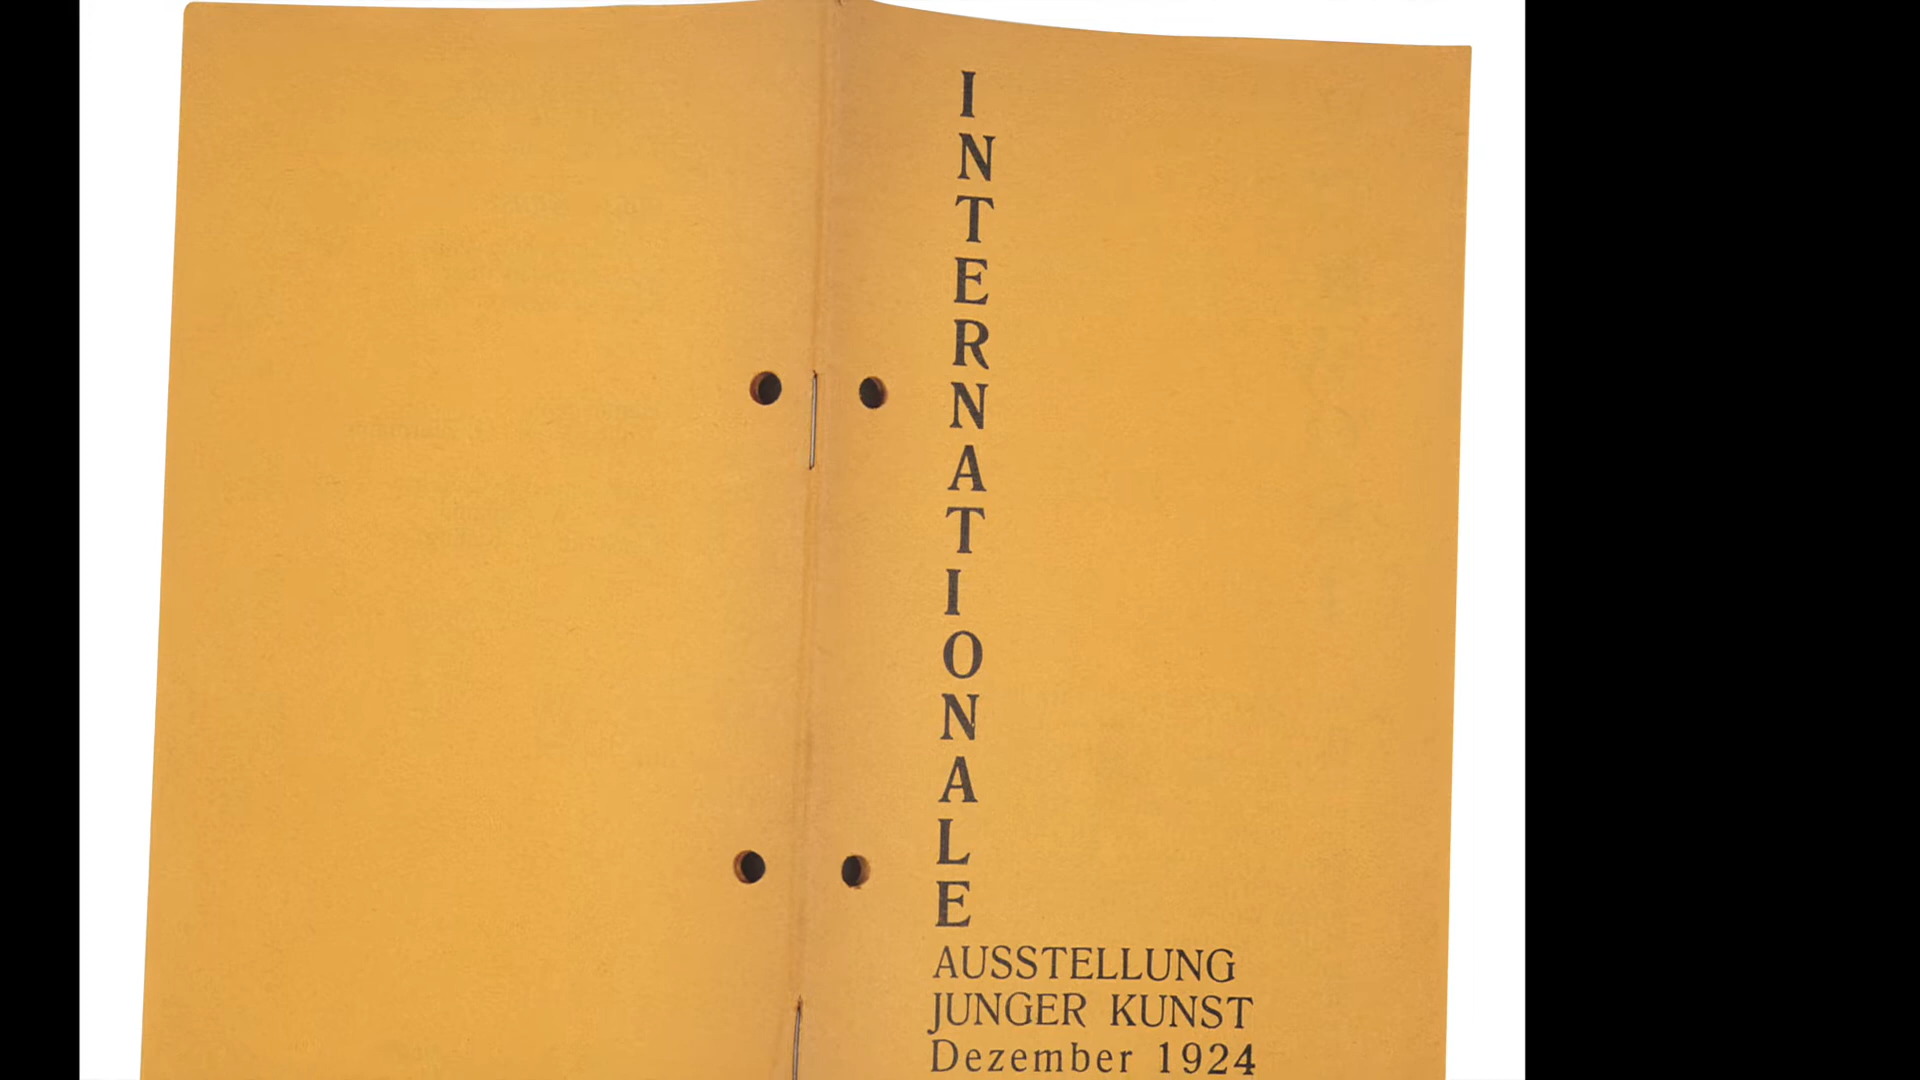 INTERNATIONALE
AUSSTELLUNG
JUNGER KUNST
Dezember 1924